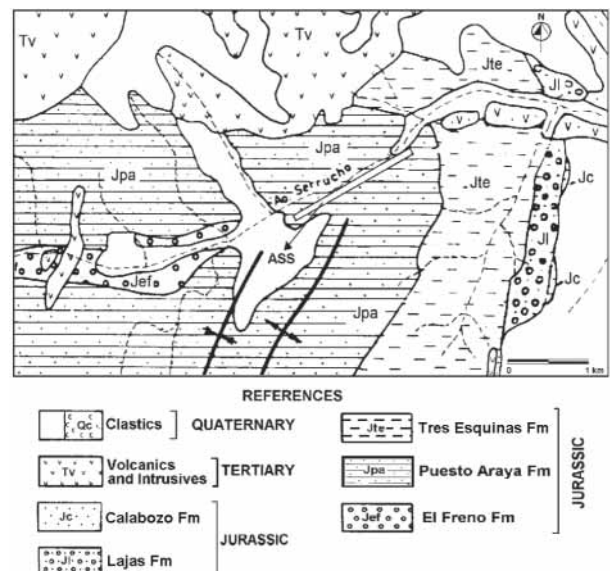 Tv
Tv
N
Jte
Jl
V
V
V
V
Jpa
Jpa
Aº Serrucho
Jte
Jc
Jl
ASS
Jef
Jpa
Jc
0
1 km
REFERENCES
Qc
Clastics
QUATERNARY
Tv
Volcanics
and Intrusives
TERTIARY
Jc
Calabozo Fm
Jl
Lajas Fm
JURASSIC
Jte
Tres Esquinas Fm
Jpa
Puesto Araya Fm
Jef
El Freno Fm
JURASSIC